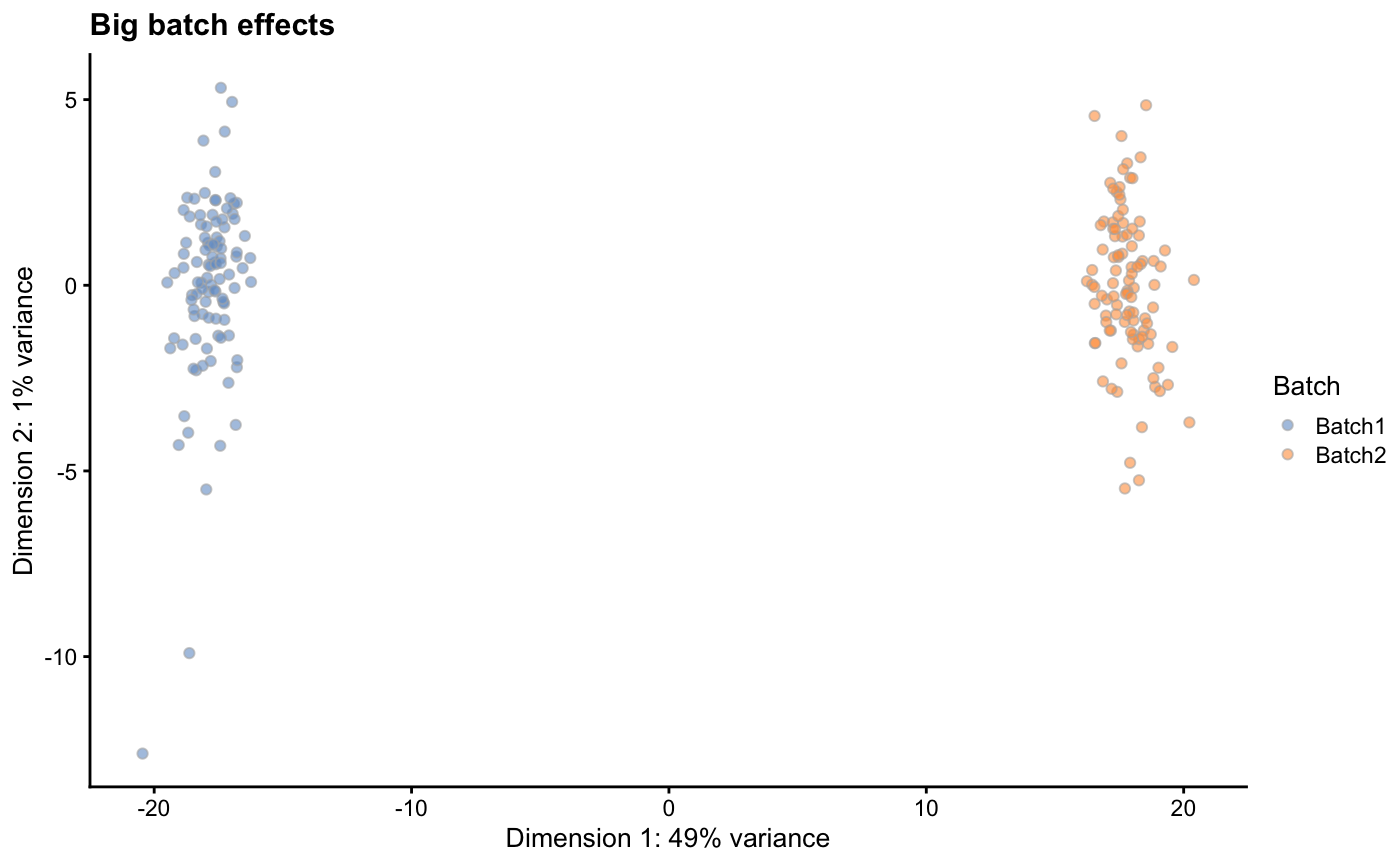 Big batch effects
Dimension 2: 1% variance
5
0
-5
-10
-20
-10
0
10
20
Dimension 1: 49% variance
Batch
Batch1
Batch2